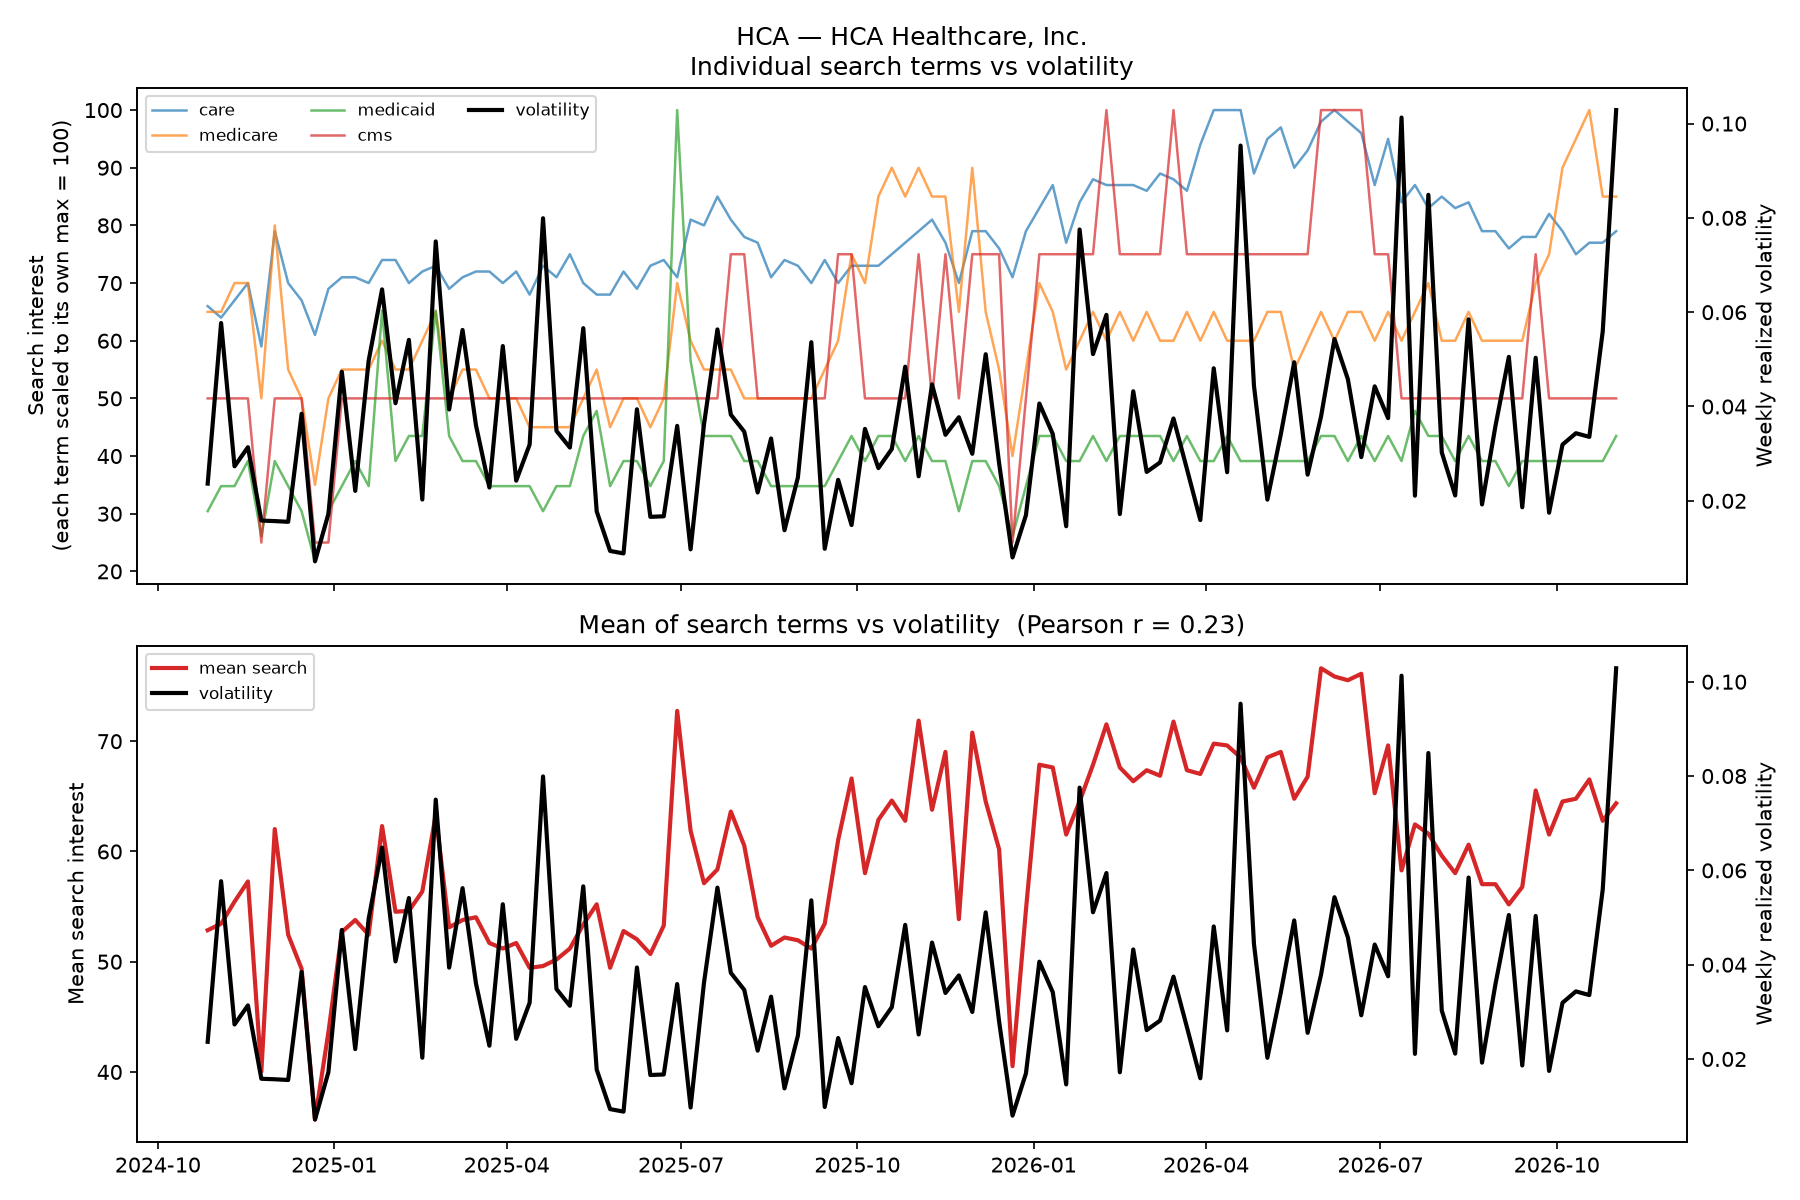 HCA — HCA Healthcare, Inc.
Individual search terms vs volatility
care
medicare
medicaid
cms
volatility
Search interest
(each term scaled to its own max = 100)
100
90
80
70
60
50
40
30
20
0.10
0.08
0.06
0.04
0.02
Weekly realized volatility
Mean of search terms vs volatility (Pearson r = 0.23)
mean search
volatility
Mean search interest
70
60
50
40
0.10
0.08
0.06
0.04
0.02
Weekly realized volatility
2024-10
2025-01
2025-04
2025-07
2025-10
2026-01
2026-04
2026-07
2026-10